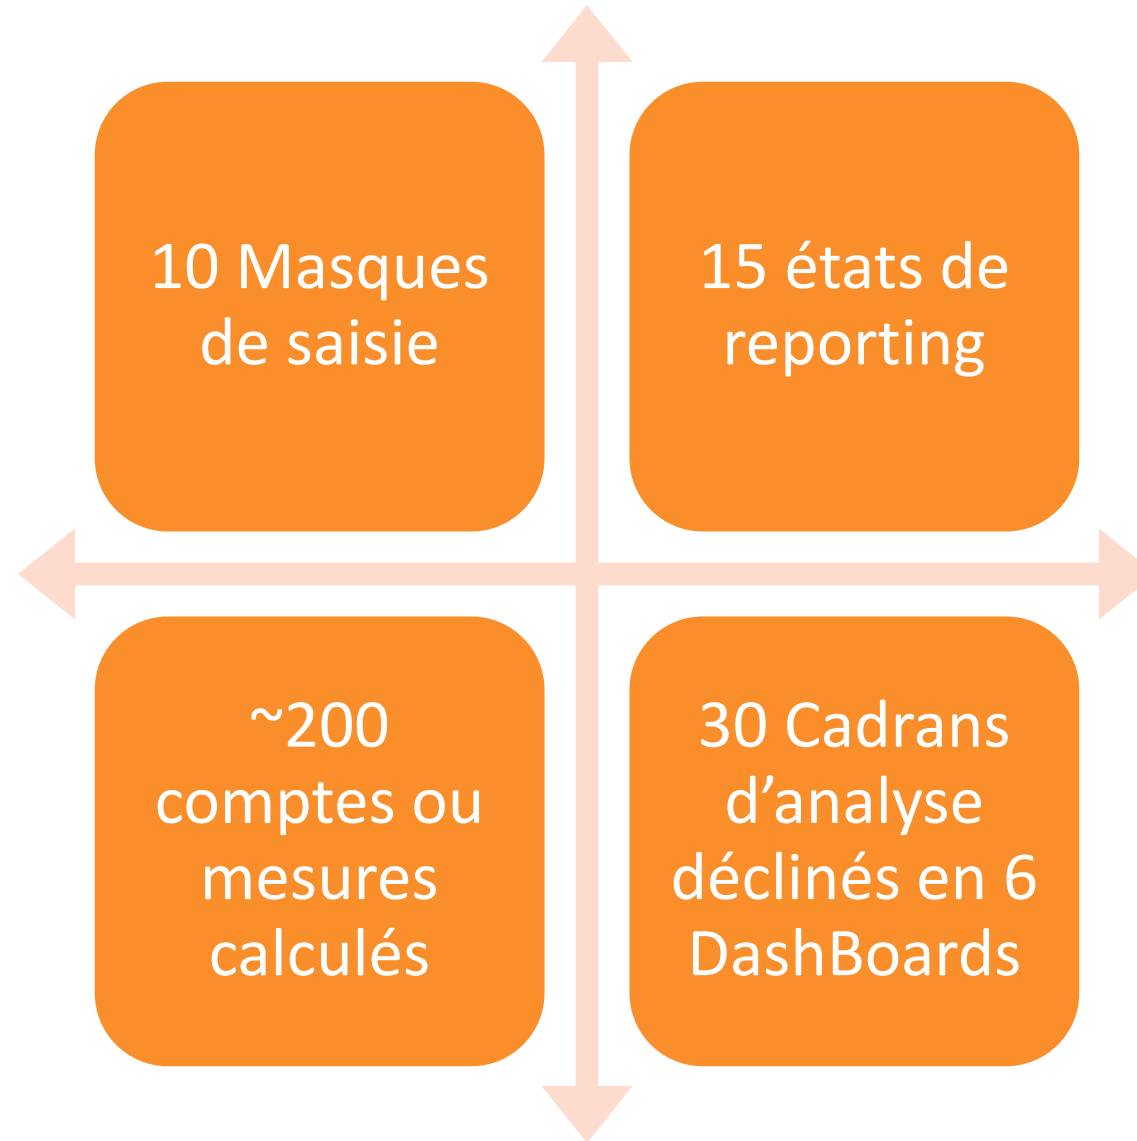 10 Masques
de saisie
15 états de
reporting
~200
comptes ou
mesures
calculés
30 Cadrans
d’analyse
déclinés en 6
DashBoards